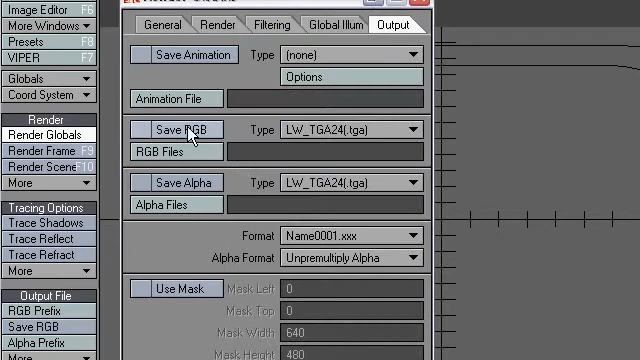 Image Editor F6
More Windows
Presets F8
VIPER F7
Globals
Coord System
Render
Render Globals
Render Frame F9
Render Scene F10
More
Tracing Options
Trace Shadows
Trace Reflect
Trace Refract
More
Output File
RGB Prefix
Save RGB
Alpha Prefix
More
General Render Filtering Global Illum Output
Save Animation Type (none)
Options
Animation File
Save RGB Type LW_TGA24(.tga)
RGB Files
Save Alpha Type LW_TGA24(.tga)
Alpha Files
Format Name0001.xxx
Alpha Format Unpremultiply Alpha
Use Mask Mask Left 0
Mask Top 0
Mask Width 640
Mask Height 480